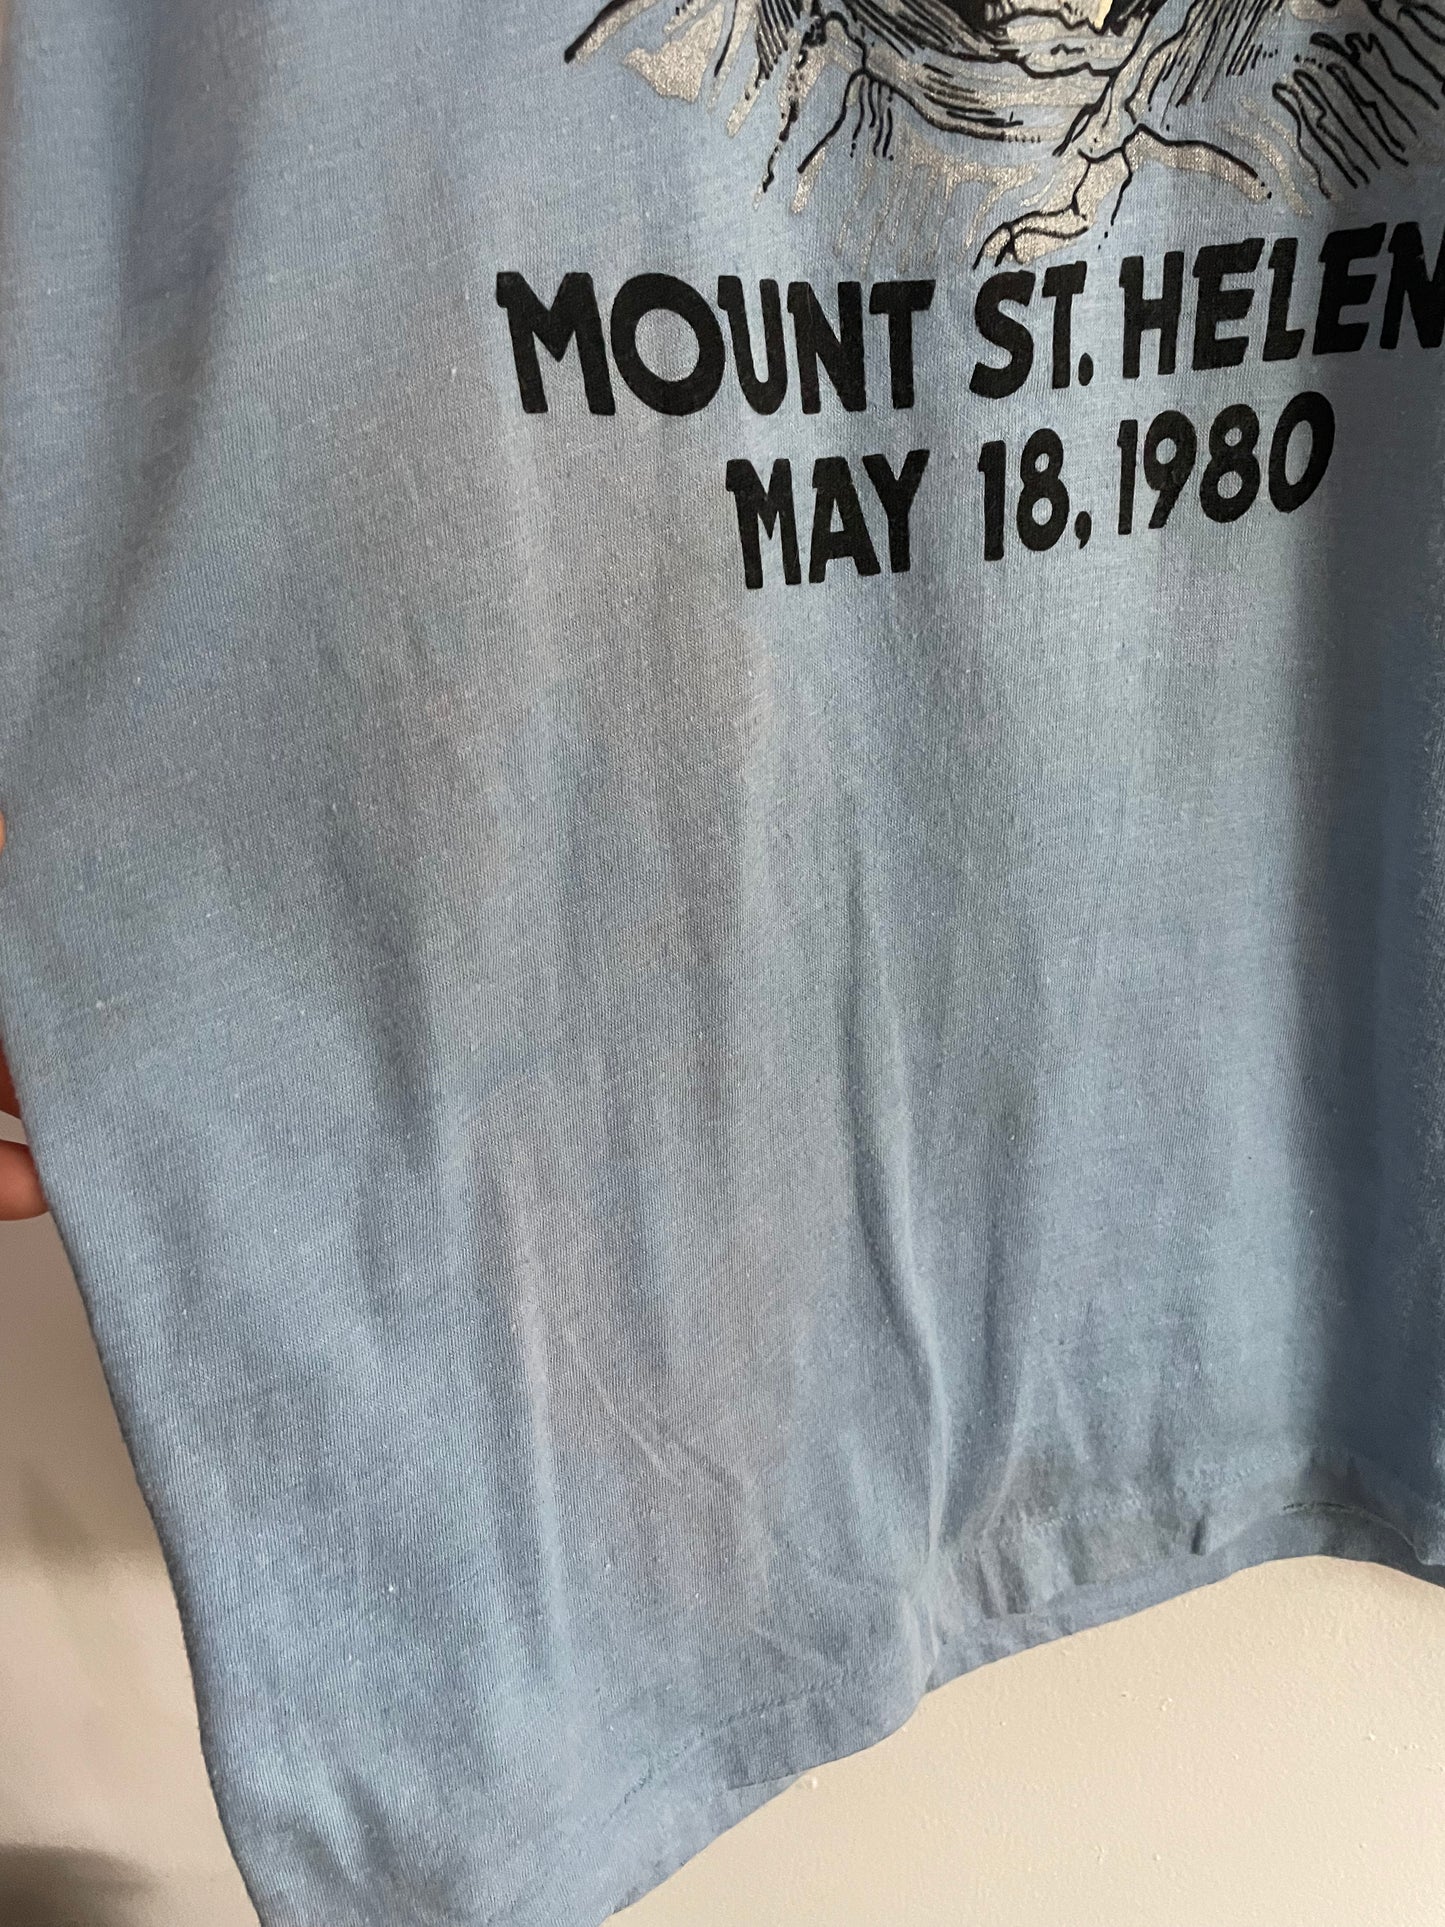 MOUNT ST. HELEN
MAY 18, 1980